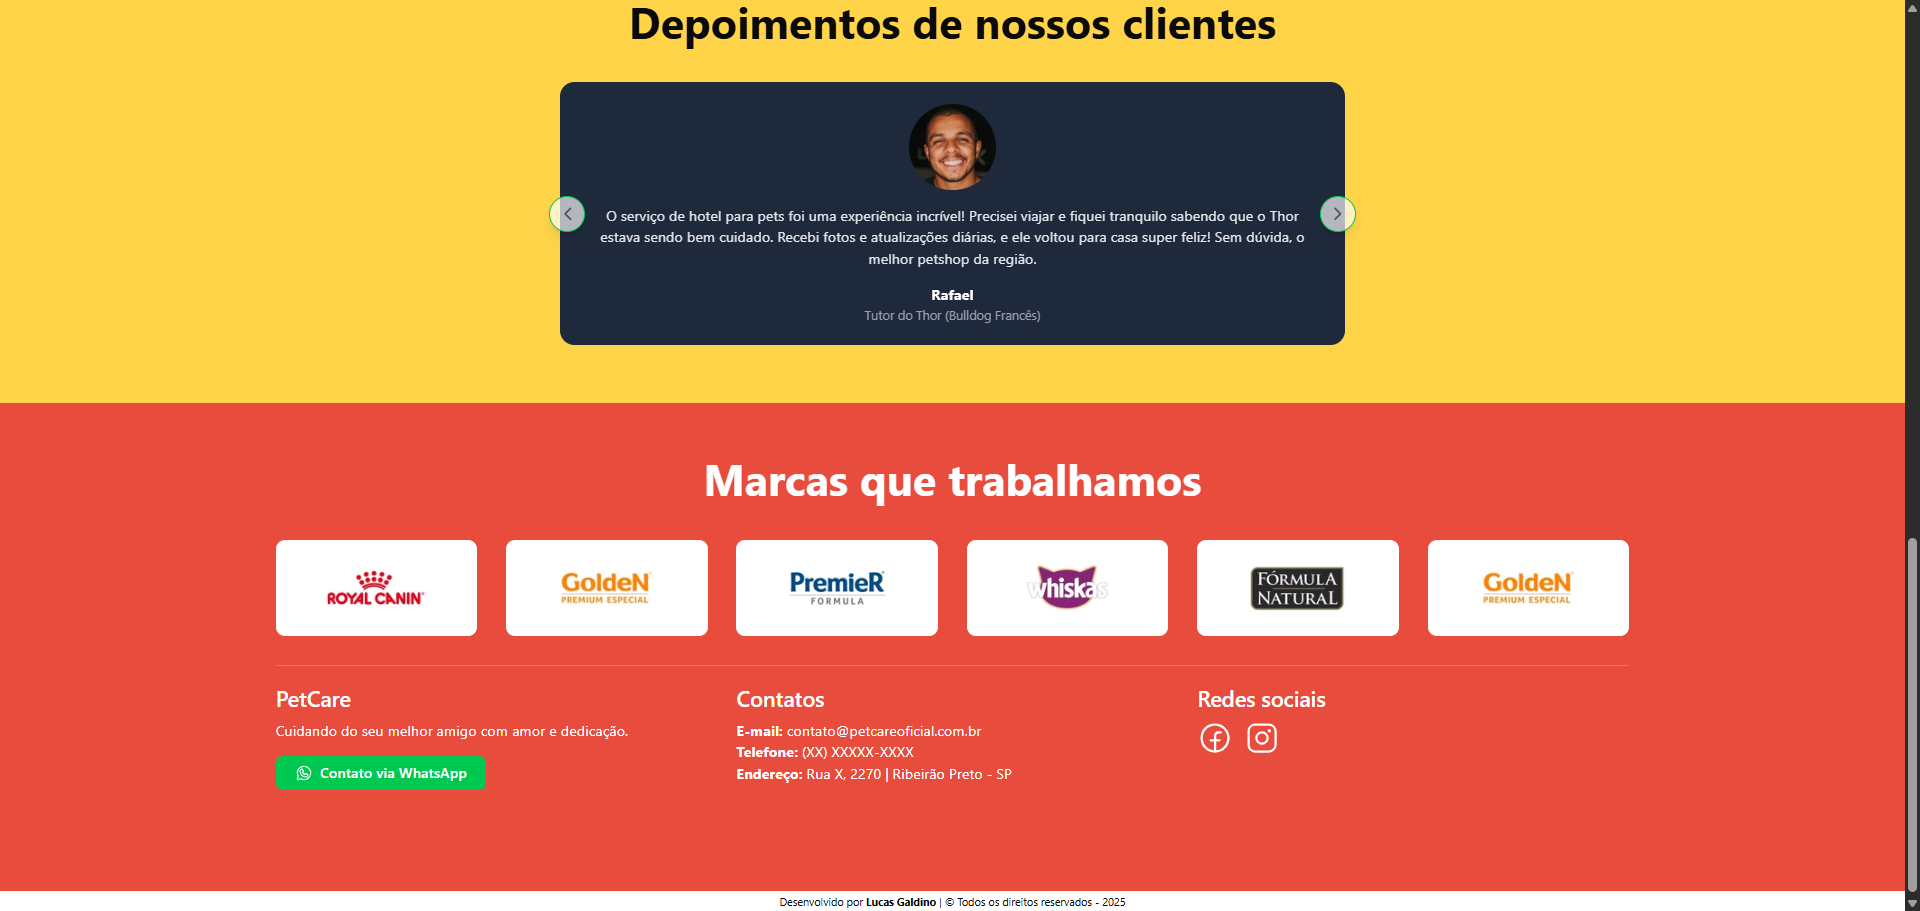 Depoimentos de nossos clientes
O serviço de hotel para pets foi uma experiência incrível! Precisei viajar e fiquei tranquilo sabendo que o Thor
estava sendo bem cuidado. Recebi fotos e atualizações diárias, e ele voltou para casa super feliz! Sem dúvida, o
melhor petshop da região.
Rafael
Tutor do Thor (Bulldog Francês)
Marcas que trabalhamos
ROYAL CANIN
GoldeN
PREMIUM ESPECIAL
PremieR
FORMULA
whiskas
FÓRMULA
NATURAL
GoldeN
PREMIUM ESPECIAL
PetCare
Cuidando do seu melhor amigo com amor e dedicação.
Contato via WhatsApp
Contatos
E-mail: contato@petcareoficial.com.br
Telefone: (XX) XXXXX-XXXX
Endereço: Rua X, 2270 | Ribeirão Preto - SP
Redes sociais
Desenvolvido por Lucas Galdino | © Todos os direitos reservados - 2025